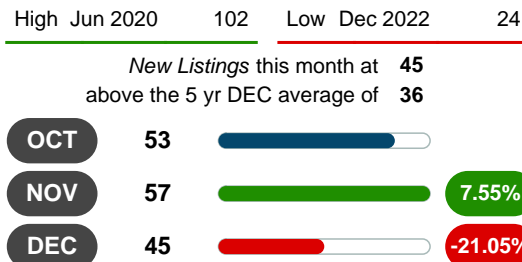 High Jun 2020 102 Low Dec 2022 24
New Listings this month at 45
above the 5 yr DEC average of 36
OCT 53
NOV 57 7.55%
DEC 45 -21.05%